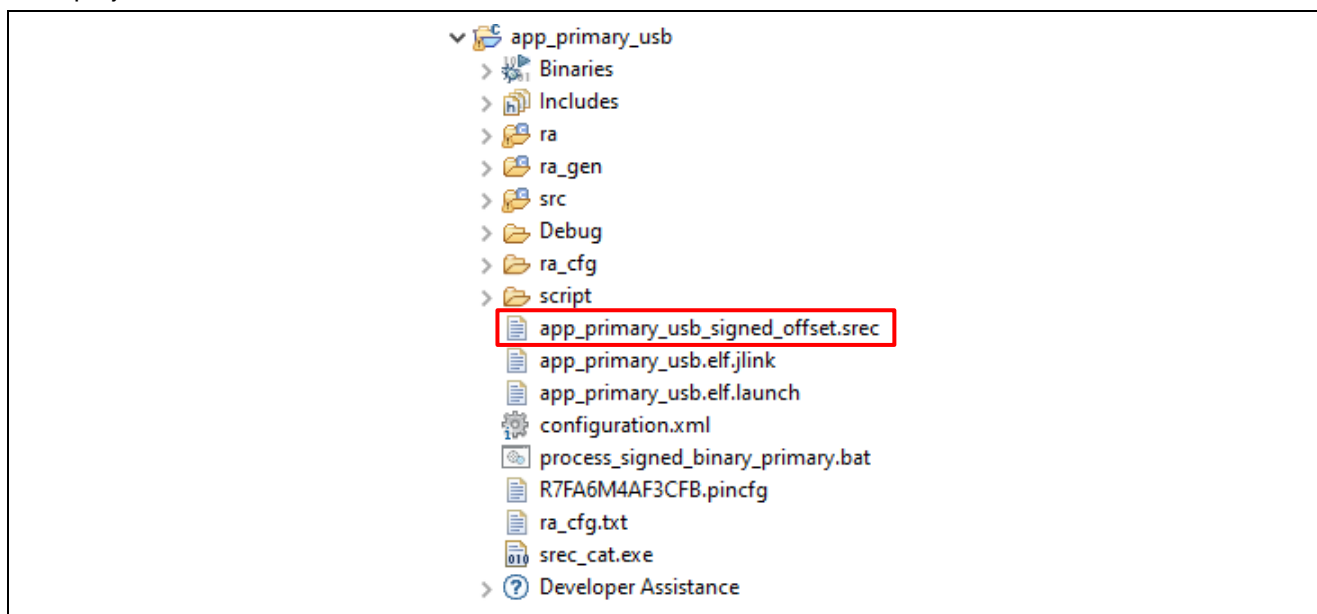 app_primary_usb
Binaries
Includes
ra
ra_gen
src
Debug
ra_cfg
script
app_primary_usb_signed_offset.srec
app_primary_usb.elf.jlink
app_primary_usb.elf.launch
configuration.xml
process_signed_binary_primary.bat
R7FA6M4AF3CFB.pincfg
ra_cfg.txt
srec_cat.exe
Developer Assistance